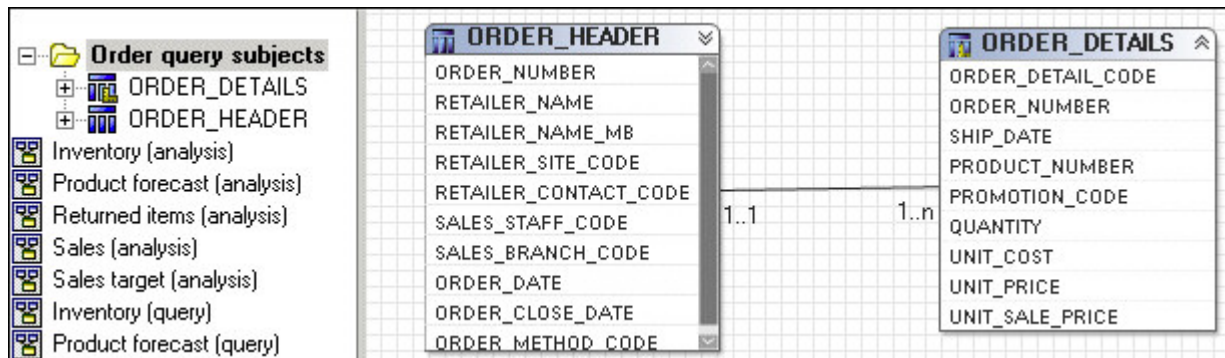 Order query subjects
ORDER_DETAILS
ORDER_HEADER
Inventory (analysis)
Product forecast (analysis)
Returned items (analysis)
Sales (analysis)
Sales target (analysis)
Inventory (query)
Product forecast (query)
ORDER_HEADER
ORDER_NUMBER
RETAILER_NAME
RETAILER_NAME_MB
RETAILER_SITE_CODE
RETAILER_CONTACT_CODE
SALES_STAFF_CODE
SALES_BRANCH_CODE
ORDER_DATE
ORDER_CLOSE_DATE
ORDER_METHOD_CODE
1..1
1..n
ORDER_DETAILS
ORDER_DETAIL_CODE
ORDER_NUMBER
SHIP_DATE
PRODUCT_NUMBER
PROMOTION_CODE
QUANTITY
UNIT_COST
UNIT_PRICE
UNIT_SALE_PRICE